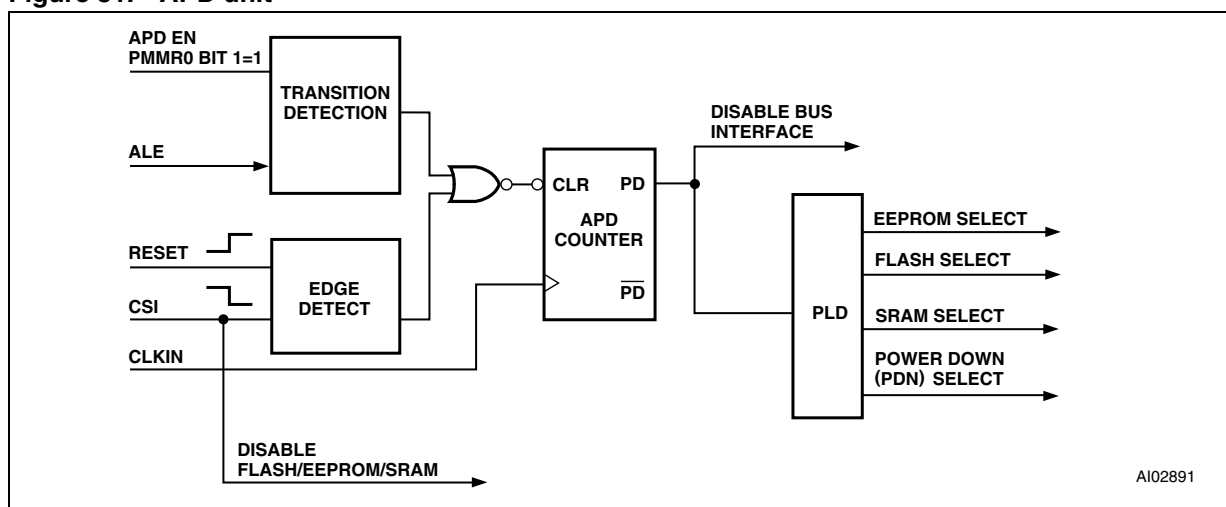 APD EN
PMMR0 BIT 1=1
TRANSITION
DETECTION
ALE
DISABLE BUS
INTERFACE
CLR PD
APD
COUNTER
PD
RESET
CSI
EDGE
DETECT
CLKIN
PLD
EEPROM SELECT
FLASH SELECT
SRAM SELECT
POWER DOWN
(PDN) SELECT
DISABLE
FLASH/EEPROM/SRAM
AI02891